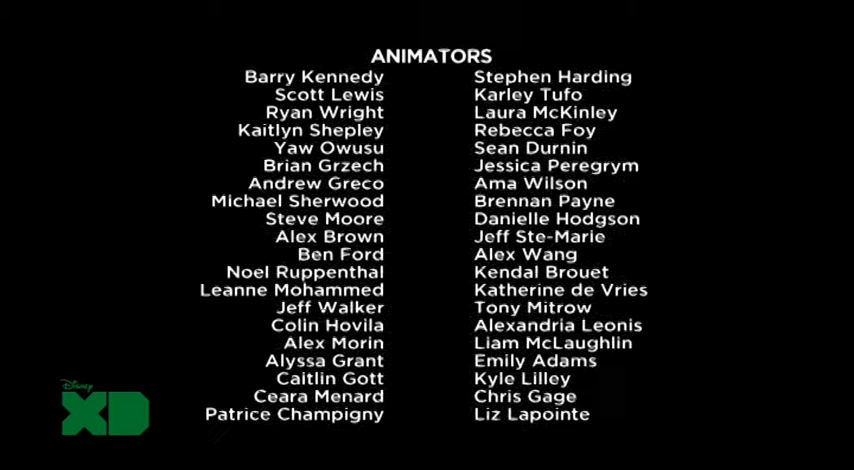 ANIMATORS
Barry Kennedy Stephen Harding
Scott Lewis Karley Tufo
Ryan Wright Laura McKinley
Kaitlyn Shepley Rebecca Foy
Yaw Owusu Sean Durnin
Brian Grzech Jessica Peregrym
Andrew Greco Ama Wilson
Michael Sherwood Brennan Payne
Steve Moore Danielle Hodgson
Alex Brown Jeff Ste-Marie
Ben Ford Alex Wang
Noel Ruppenthal Kendal Brouet
Leanne Mohammed Katherine de Vries
Jeff Walker Tony Mitrow
Colin Hovila Alexandria Leonis
Alex Morin Liam McLaughlin
Alyssa Grant Emily Adams
Caitlin Gott Kyle Lilley
Ceara Menard Chris Gage
Patrice Champigny Liz Lapointe
Disney
XD